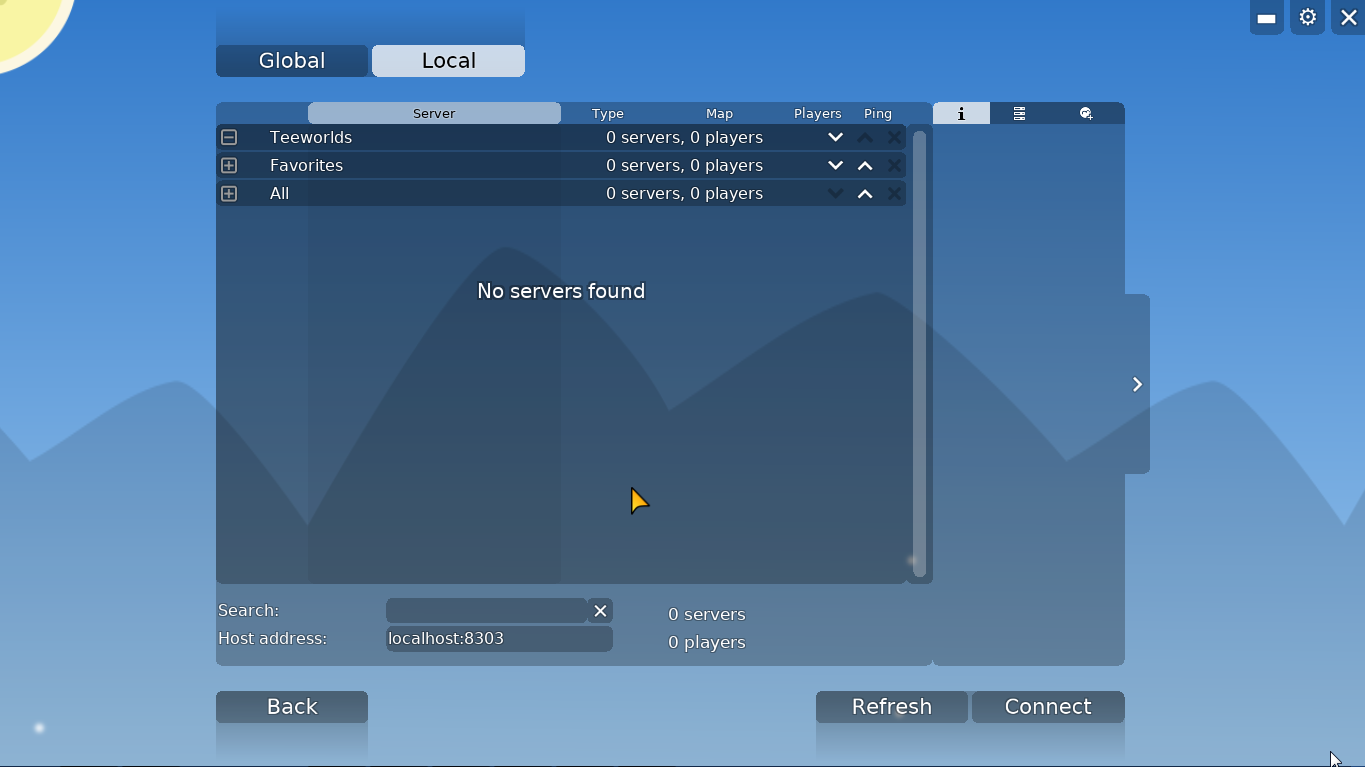 Global Local
Server Type Map Players Ping
Teeworlds 0 servers, 0 players
Favorites 0 servers, 0 players
All 0 servers, 0 players
No servers found
Search: 0 servers
Host address: localhost:8303 0 players
Back Refresh Connect